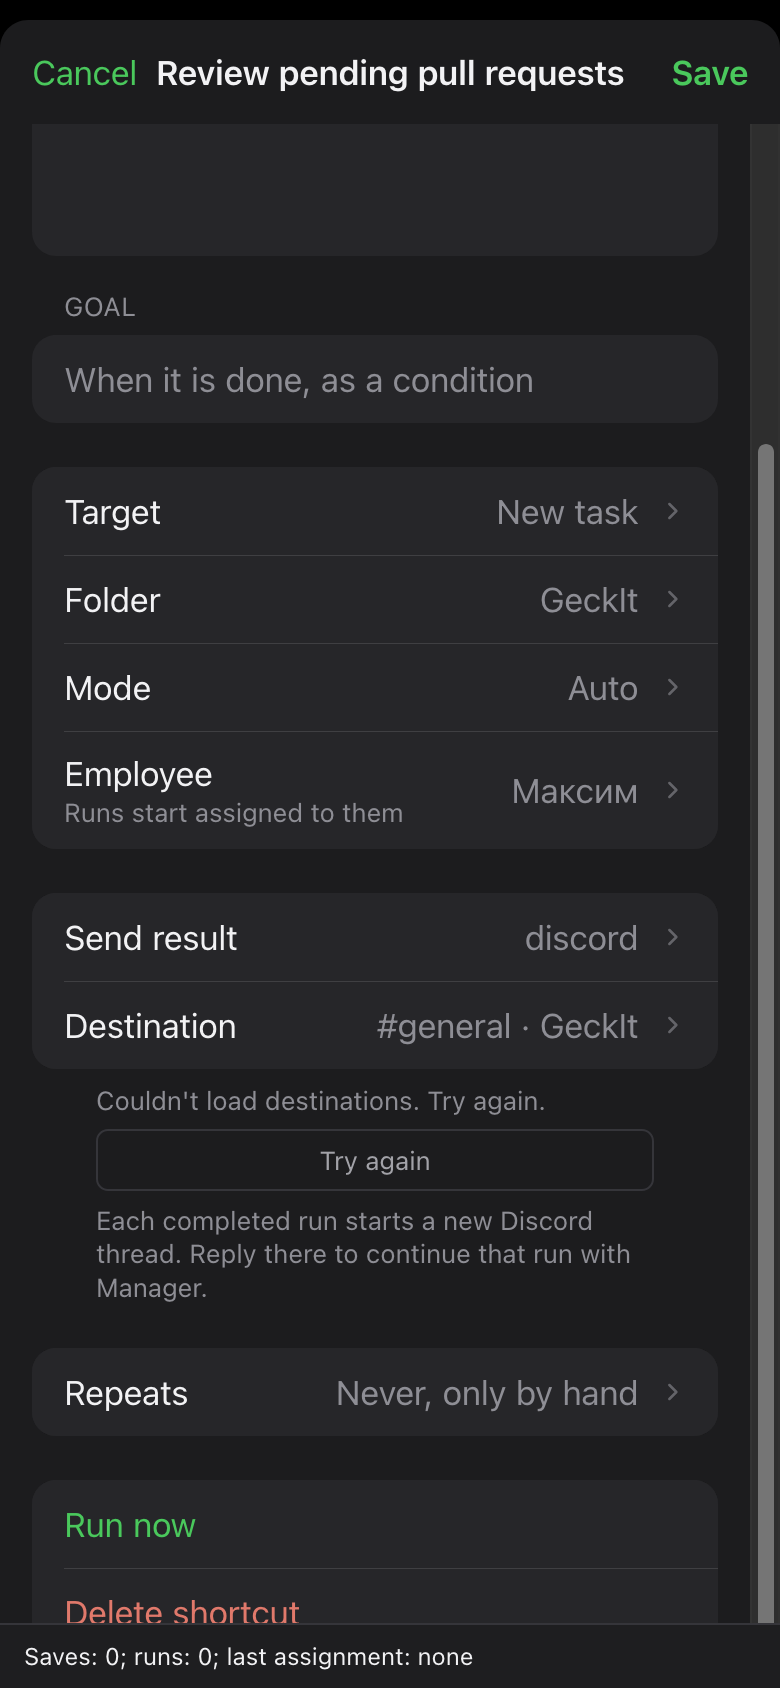 Cancel Review pending pull requests Save
GOAL
When it is done, as a condition
Target New task
Folder GeckIt
Mode Auto
Employee
Runs start assigned to them
Максим
Send result discord
Destination #general · GeckIt
Couldn't load destinations. Try again.
Try again
Each completed run starts a new Discord
thread. Reply there to continue that run with
Manager.
Repeats Never, only by hand
Run now
Delete shortcut
Saves: 0; runs: 0; last assignment: none